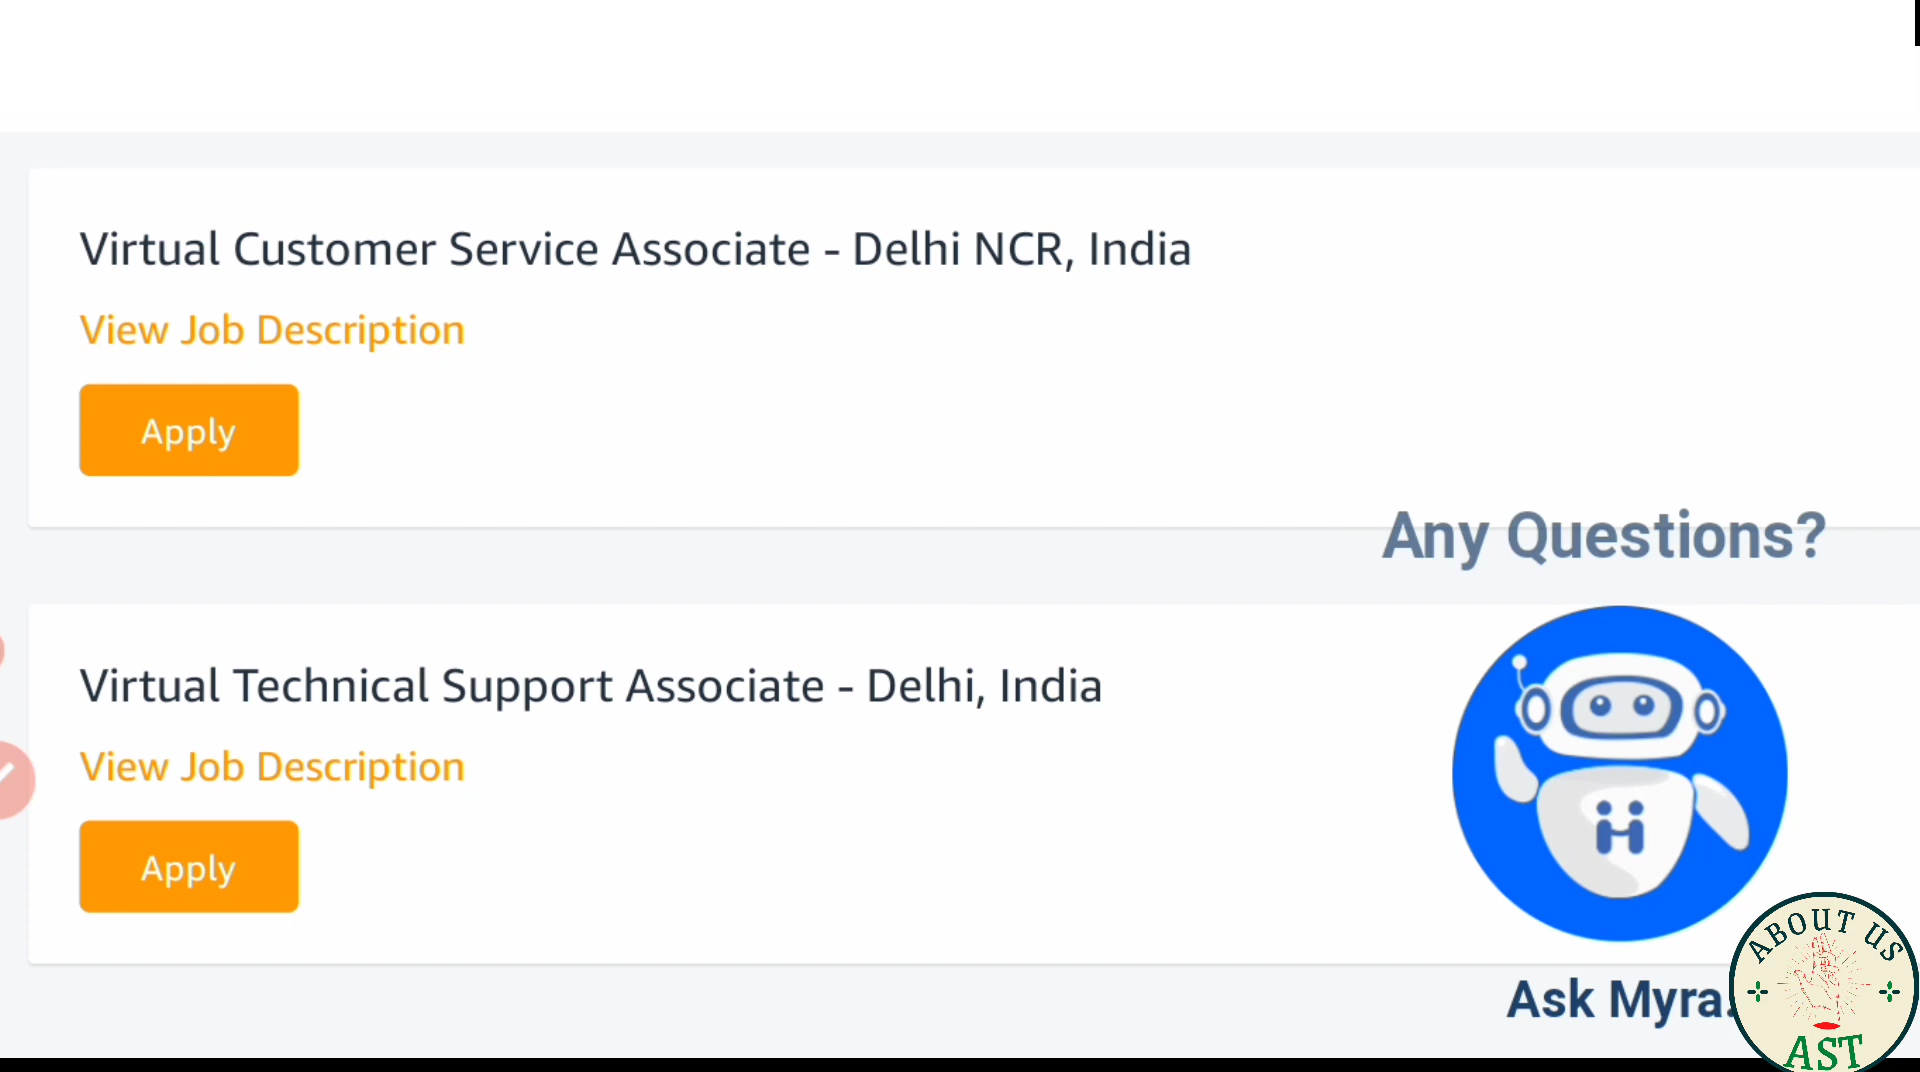 Virtual Customer Service Associate - Delhi NCR, India
View Job Description
Apply
Any Questions?
Virtual Technical Support Associate - Delhi, India
View Job Description
Apply
Ask Myra.
ABOUT US
AST